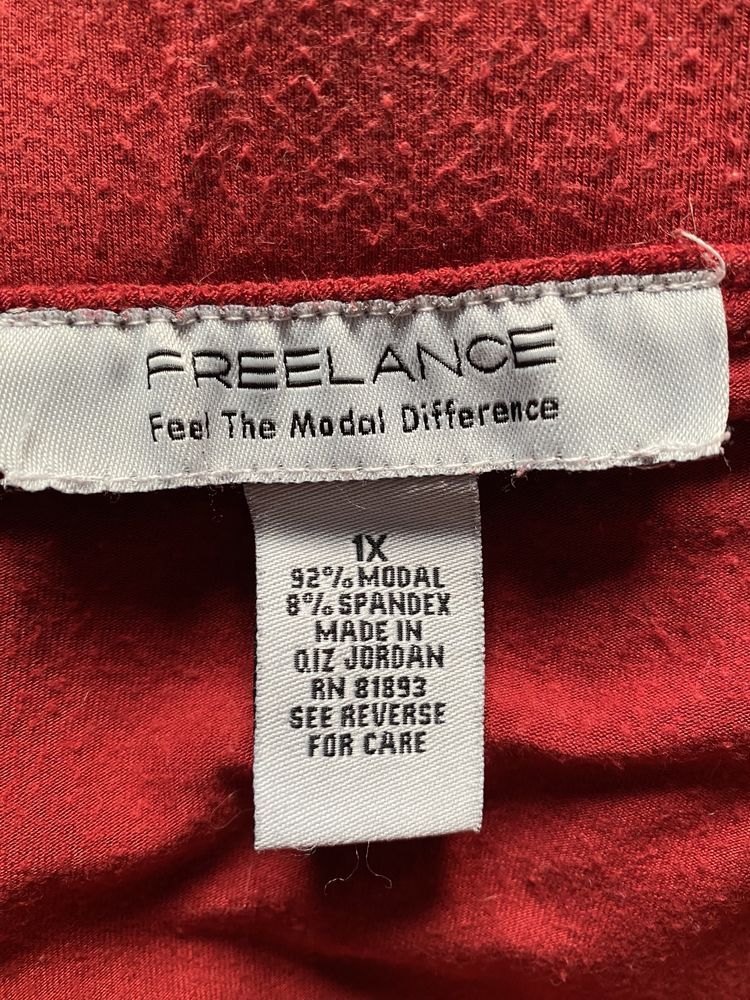 FREELANCE
Feel The Modal Difference
1X
92% MODAL
8% SPANDEX
MADE IN
Q.I.Z JORDAN
RN 81893
SEE REVERSE
FOR CARE